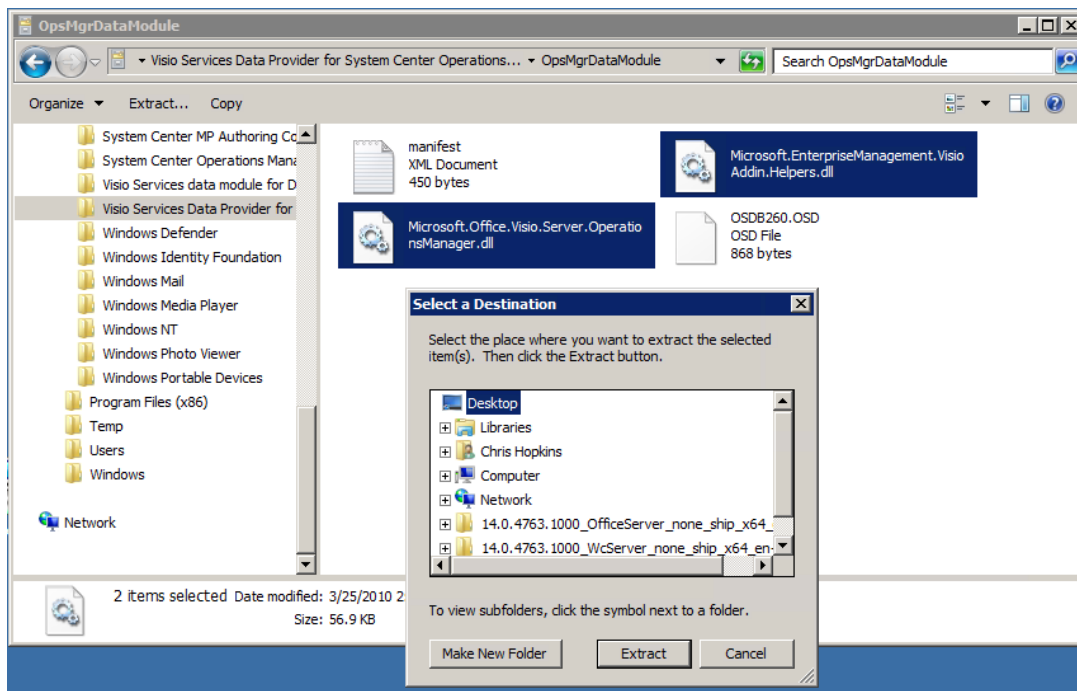 OpsMgrDataModule
Visio Services Data Provider for System Center Operations... OpsMgrDataModule
Search OpsMgrDataModule
Organize Extract... Copy
System Center MP Authoring Co
System Center Operations Mana
Visio Services data module for D
Visio Services Data Provider for
Windows Defender
Windows Identity Foundation
Windows Mail
Windows Media Player
Windows NT
Windows Photo Viewer
Windows Portable Devices
Program Files (x86)
Temp
Users
Windows
Network
manifest
XML Document
450 bytes
Microsoft.EnterpriseManagement.Visio
Addin.Helpers.dll
Microsoft.Office.Visio.Server.Operatio
nsManager.dll
OSDB260.OSD
OSD File
868 bytes
Select a Destination
Select the place where you want to extract the selected
item(s). Then click the Extract button.
Desktop
Libraries
Chris Hopkins
Computer
Network
14.0.4763.1000_OfficeServer_none_ship_x64_
14.0.4763.1000_WcServer_none_ship_x64_en-
To view subfolders, click the symbol next to a folder.
Make New Folder Extract Cancel
2 items selected Date modified: 3/25/2010 2
Size: 56.9 KB